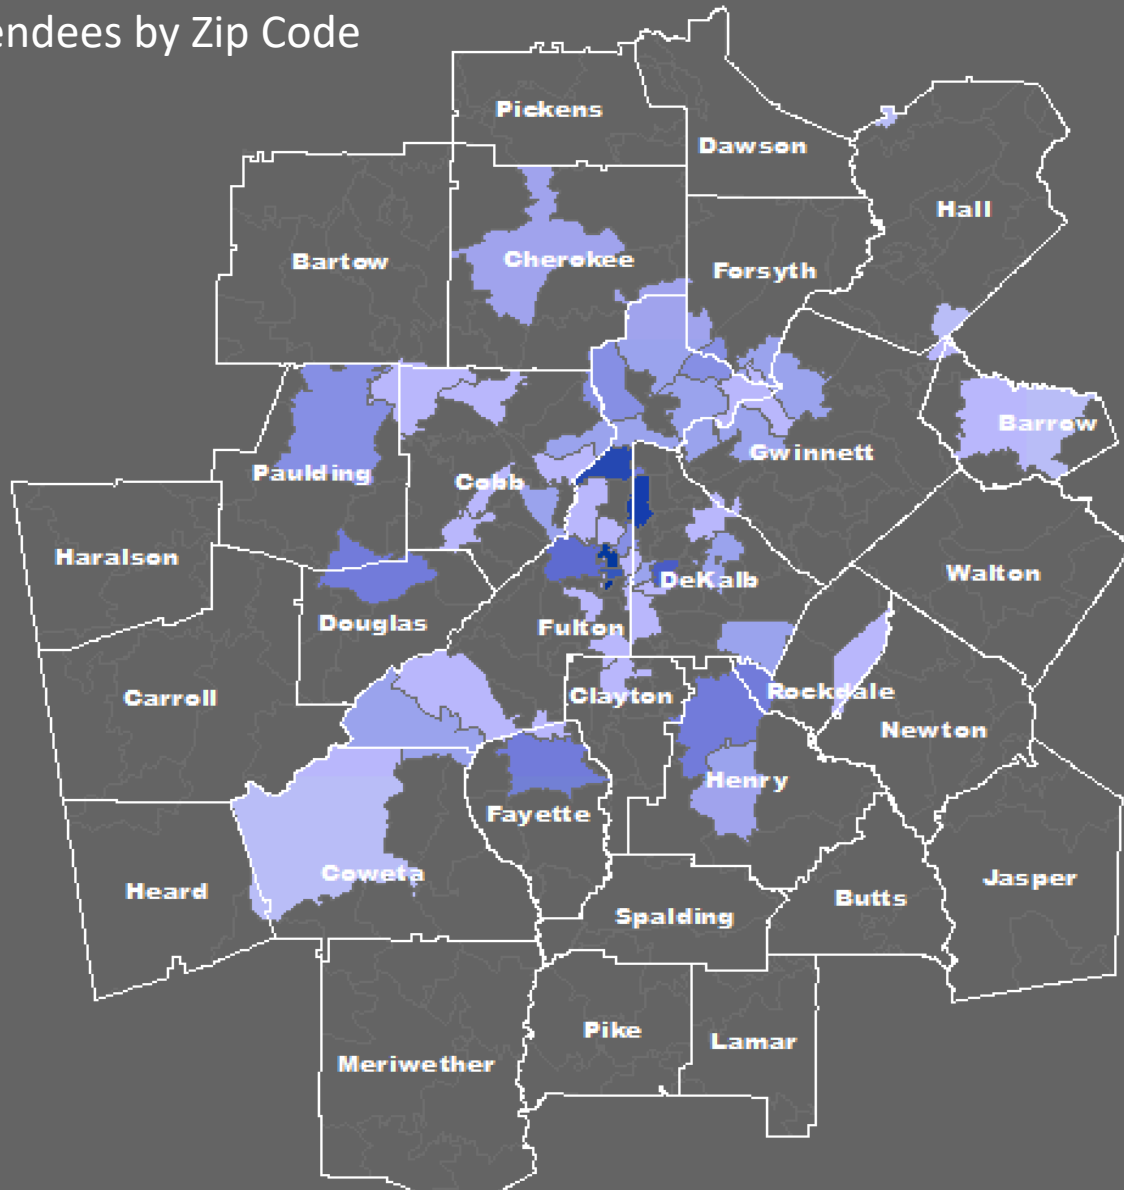 endees by Zip Code
Pickens
Dawson
Hall
Bartow
Cherokee
Forsyth
Barrow
Gwinnett
Paulding
Cobb
Haralson
DeKalb
Walton
Douglas
Fulton
Carroll
Clayton
Rockdale
Newton
Henry
Fayette
Coweta
Heard
Jasper
Butts
Spalding
Pike
Lamar
Meriwether